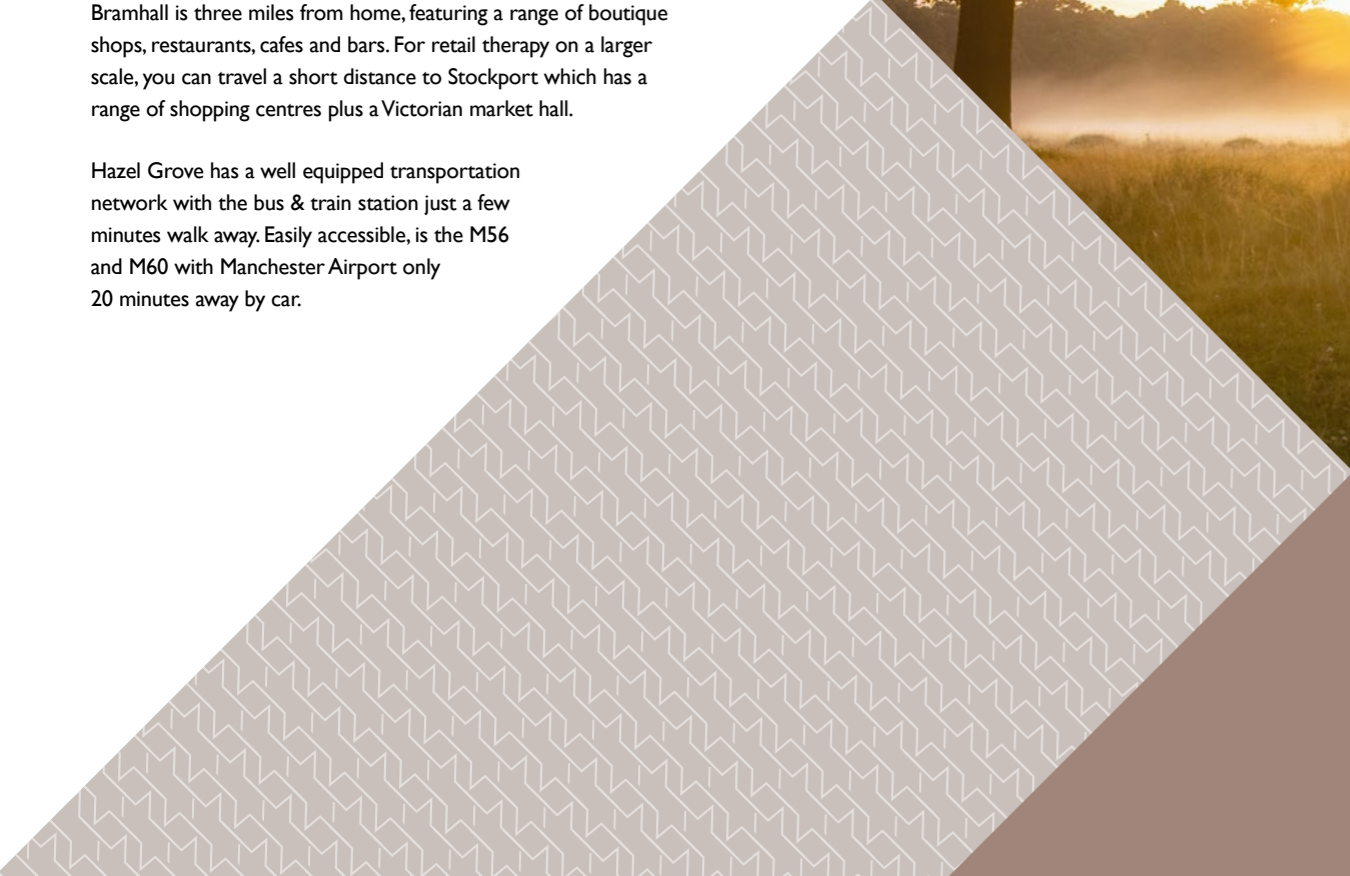 Bramhall is three miles from home, featuring a range of boutique
shops, restaurants, cafes and bars. For retail therapy on a larger
scale, you can travel a short distance to Stockport which has a
range of shopping centres plus a Victorian market hall.
Hazel Grove has a well equipped transportation
network with the bus & train station just a few
minutes walk away. Easily accessible, is the M56
and M60 with Manchester Airport only
20 minutes away by car.